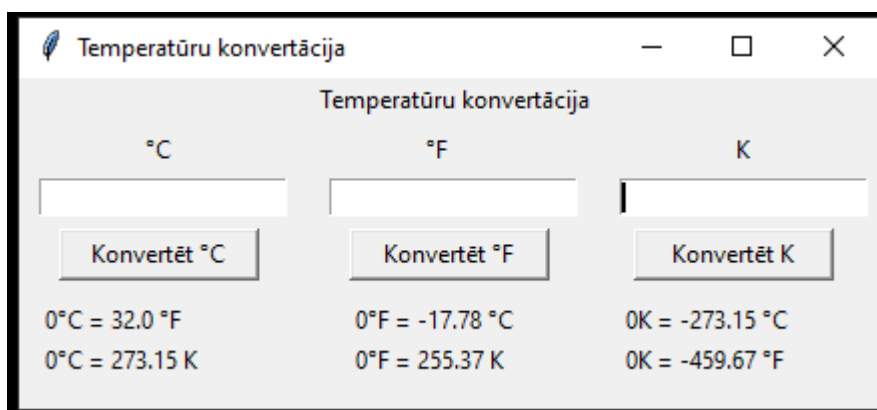 Temperatūru konvertācija
Temperatūru konvertācija
°C °F K
Konvertēt °C Konvertēt °F Konvertēt K
0°C = 32.0 °F 0°F = -17.78 °C 0K = -273.15 °C
0°C = 273.15 K 0°F = 255.37 K 0K = -459.67 °F